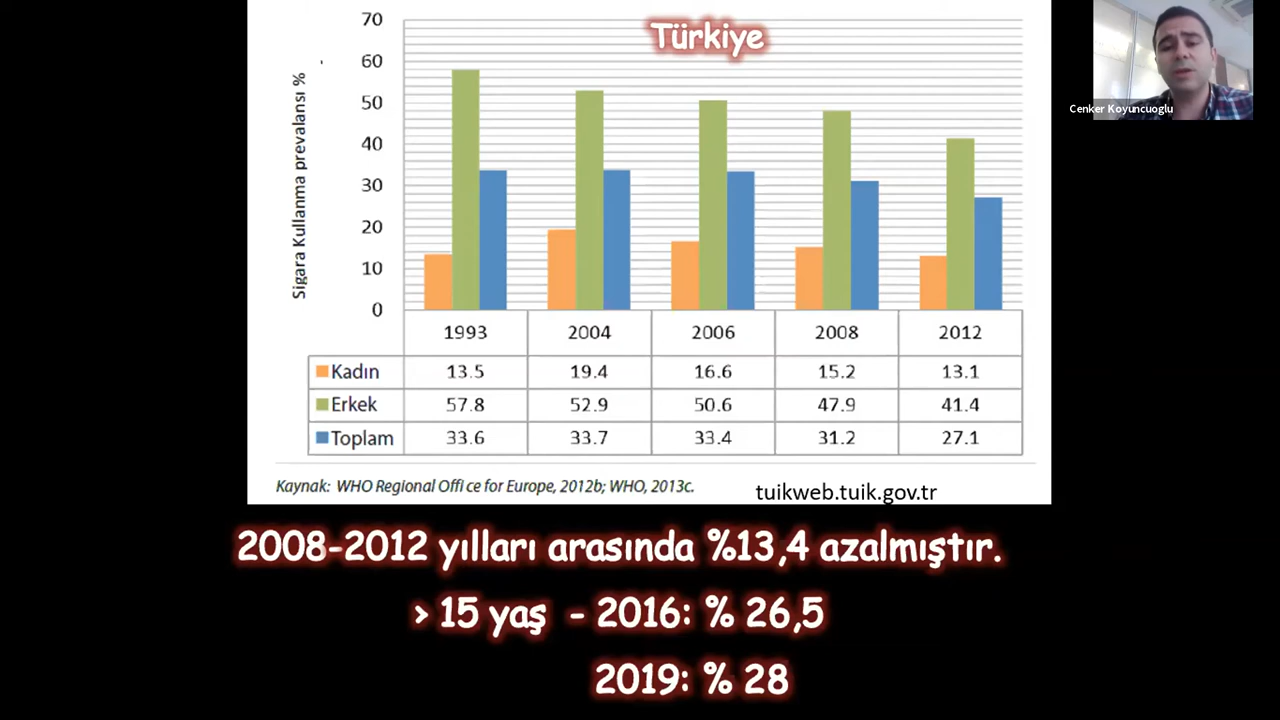 Türkiye
Cenker Koyuncuoglu
Sigara Kullanma prevalansı %
70
60
50
40
30
20
10
0
1993 2004 2006 2008 2012
Kadın 13.5 19.4 16.6 15.2 13.1
Erkek 57.8 52.9 50.6 47.9 41.4
Toplam 33.6 33.7 33.4 31.2 27.1
Kaynak: WHO Regional Offi ce for Europe, 2012b; WHO, 2013c.
tuikweb.tuik.gov.tr
2008-2012 yılları arasında %13,4 azalmıştır.
> 15 yaş - 2016: % 26,5
2019: % 28